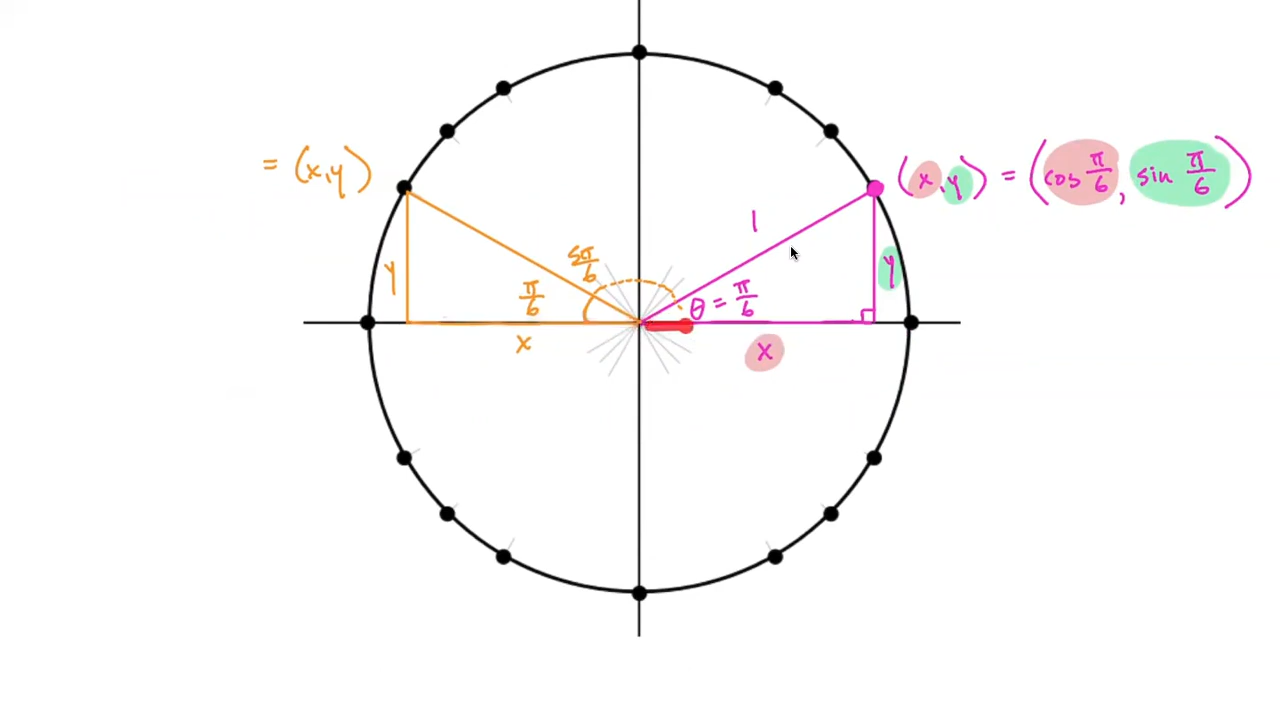 = (x,y)
(x,y) = (cos π/6, sin π/6)
1
5π/6
y
y
π/6
θ = π/6
x
x